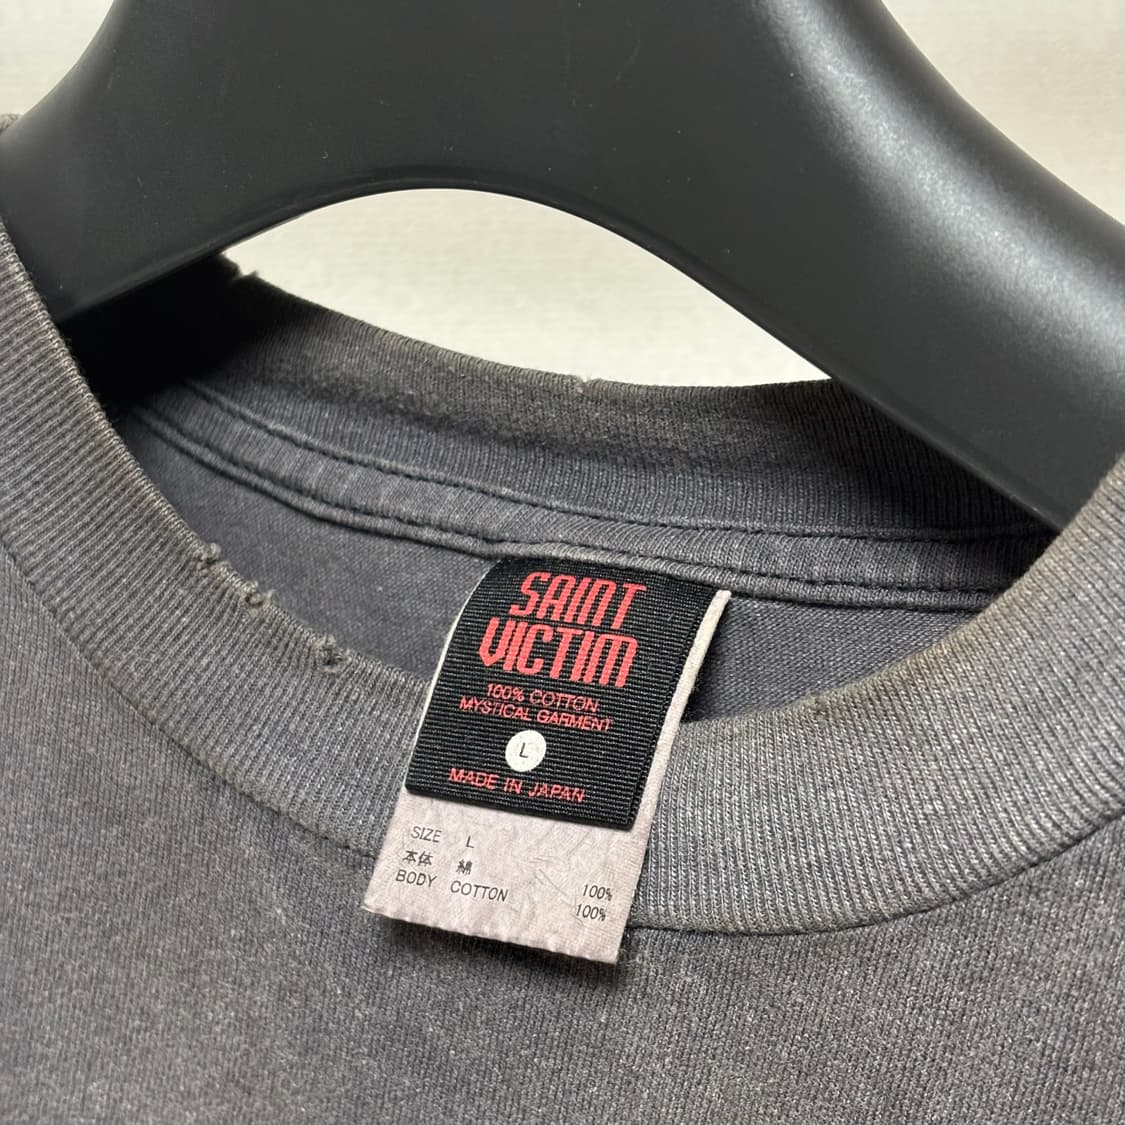 SAINT
VICTIM
100% COTTON
MYSTICAL GARMENT
L
MADE IN JAPAN
SIZE L
本体 綿 100%
BODY COTTON 100%